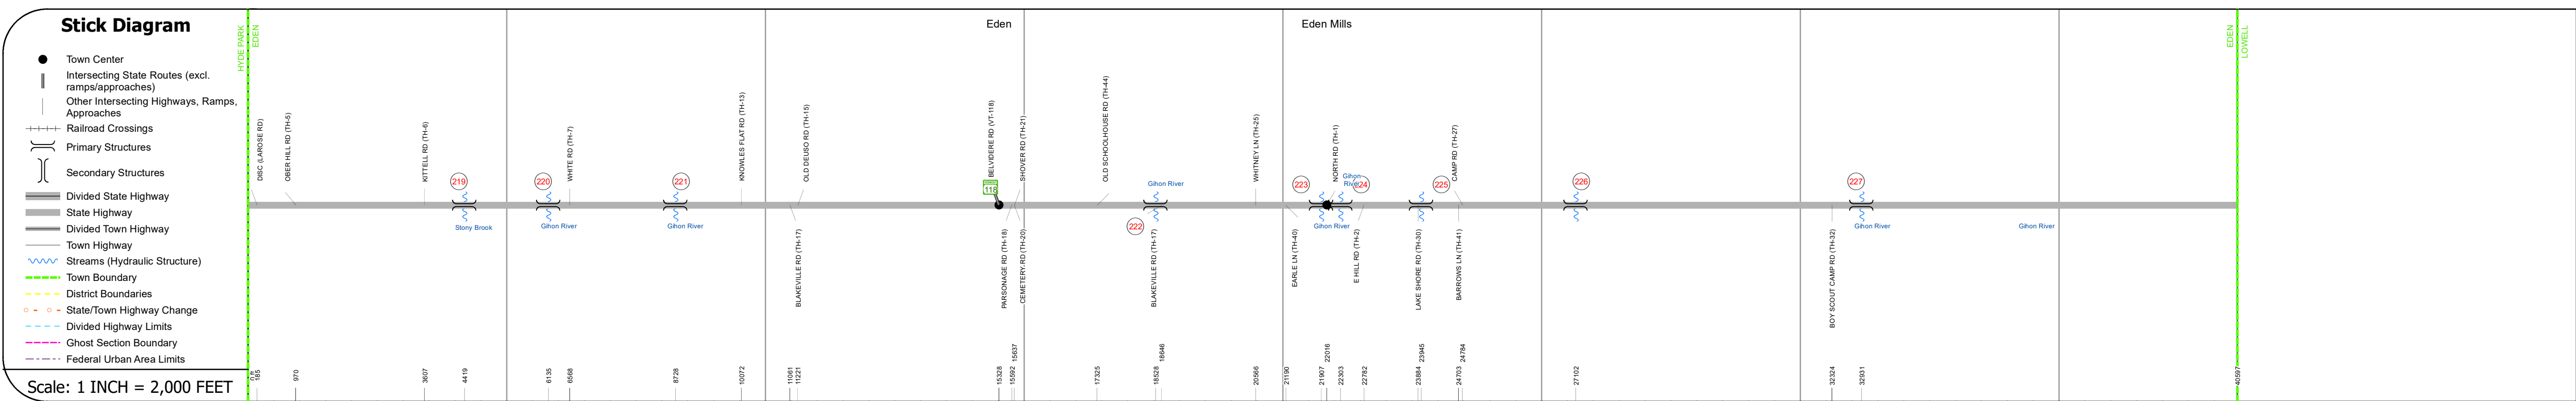 Stick Diagram
Town Center
Intersecting State Routes (excl.
ramps/approaches)
Other Intersecting Highways, Ramps,
Approaches
Railroad Crossings
Primary Structures
Secondary Structures
Divided State Highway
State Highway
Divided Town Highway
Town Highway
Streams (Hydraulic Structure)
Town Boundary
District Boundaries
State/Town Highway Change
Divided Highway Limits
Ghost Section Boundary
Federal Urban Area Limits
Scale: 1 INCH = 2,000 FEET
HYDE PARK
EDEN
Eden
Eden Mills
EDEN
LOWELL
DISC (LAROSE RD)
OBER HILL RD (TH-5)
KITTELL RD (TH-6)
WHITE RD (TH-7)
KNOWLES FLAT RD (TH-13)
OLD DEUSO RD (TH-15)
BELVIDERE RD (VT-118)
SHOVER RD (TH-21)
OLD SCHOOLHOUSE RD (TH-44)
WHITNEY LN (TH-25)
NORTH RD (TH-1)
CAMP RD (TH-27)
219
220
221
118
222
223
224
225
226
227
Stony Brook
Gihon River
Gihon River
Gihon River
Gihon River
Gihon River
Gihon River
Gihon River
BLAKEVILLE RD (TH-17)
PARSONAGE RD (TH-18)
CEMETERY RD (TH-20)
BLAKEVILLE RD (TH-17)
EARLE LN (TH-40)
E HILL RD (TH-2)
LAKE SHORE RD (TH-30)
BARROWS LN (TH-41)
BOY SCOUT CAMP RD (TH-32)
185
970
3607
4419
6135
6568
8728
10072
11061
11221
15328
15592
15637
17325
18528
18646
20566
21190
21907
22016
22303
22782
23884
23945
24703
24784
27102
32324
32931
40597